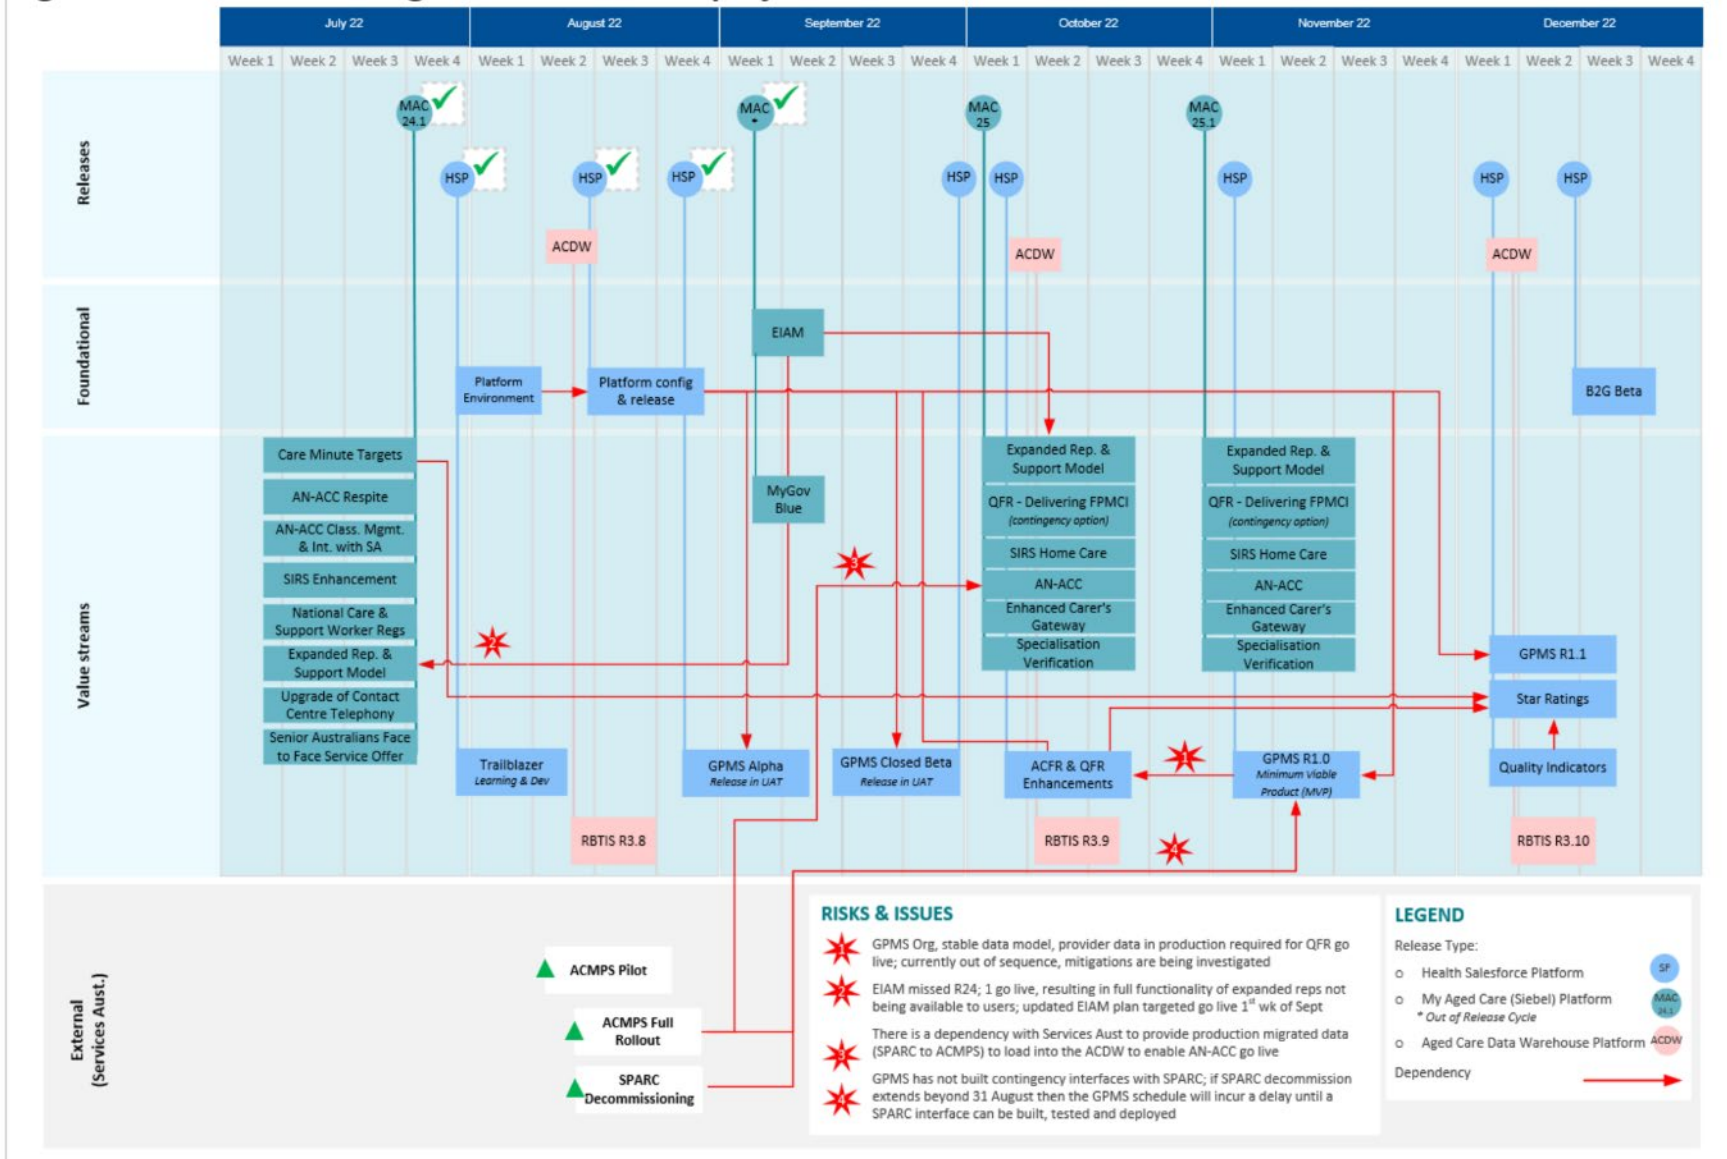 July 22
August 22
September 22
October 22
November 22
December 22
Week 1 Week 2 Week 3 Week 4 Week 1 Week 2 Week 3 Week 4 Week 1 Week 2 Week 3 Week 4 Week 1 Week 2 Week 3 Week 4 Week 1 Week 2 Week 3 Week 4 Week 1 Week 2 Week 3 Week 4
Releases
MAC
24.1
MAC
*
MAC
25
MAC
25.1
HSP
HSP
HSP
HSP
HSP
HSP
HSP
HSP
ACDW
ACDW
ACDW
Foundational
EIAM
Platform
Environment
Platform config
& release
B2G Beta
Value streams
Care Minute Targets
AN-ACC Respite
AN-ACC Class. Mgmt.
& Int. with SA
SIRS Enhancement
National Care &
Support Worker Regs
Expanded Rep. &
Support Model
Upgrade of Contact
Centre Telephony
Senior Australians Face
to Face Service Offer
MyGov
Blue
3
2
Expanded Rep. &
Support Model
QFR - Delivering FPMCI
(contingency option)
SIRS Home Care
AN-ACC
Enhanced Carer's
Gateway
Specialisation
Verification
Expanded Rep. &
Support Model
QFR - Delivering FPMCI
(contingency option)
SIRS Home Care
AN-ACC
Enhanced Carer's
Gateway
Specialisation
Verification
GPMS R1.1
Star Ratings
Quality Indicators
Trailblazer
Learning & Dev
GPMS Alpha
Release in UAT
GPMS Closed Beta
Release in UAT
ACFR & QFR
Enhancements
1
GPMS R1.0
Minimum Viable
Product (MVP)
RBTIS R3.8
RBTIS R3.9
4
RBTIS R3.10
External
(Services Aust.)
ACMPS Pilot
ACMPS Full
Rollout
SPARC
Decommissioning
RISKS & ISSUES
1
GPMS Org, stable data model, provider data in production required for QFR go
live; currently out of sequence, mitigations are being investigated
2
EIAM missed R24; 1 go live, resulting in full functionality of expanded reps not
being available to users; updated EIAM plan targeted go live 1st wk of Sept
3
There is a dependency with Services Aust to provide production migrated data
(SPARC to ACMPS) to load into the ACDW to enable AN-ACC go live
4
GPMS has not built contingency interfaces with SPARC; if SPARC decommission
extends beyond 31 August then the GPMS schedule will incur a delay until a
SPARC interface can be built, tested and deployed
LEGEND
Release Type:
Health Salesforce Platform
SF
My Aged Care (Siebel) Platform
* Out of Release Cycle
MAC
24.1
Aged Care Data Warehouse Platform
ACDW
Dependency